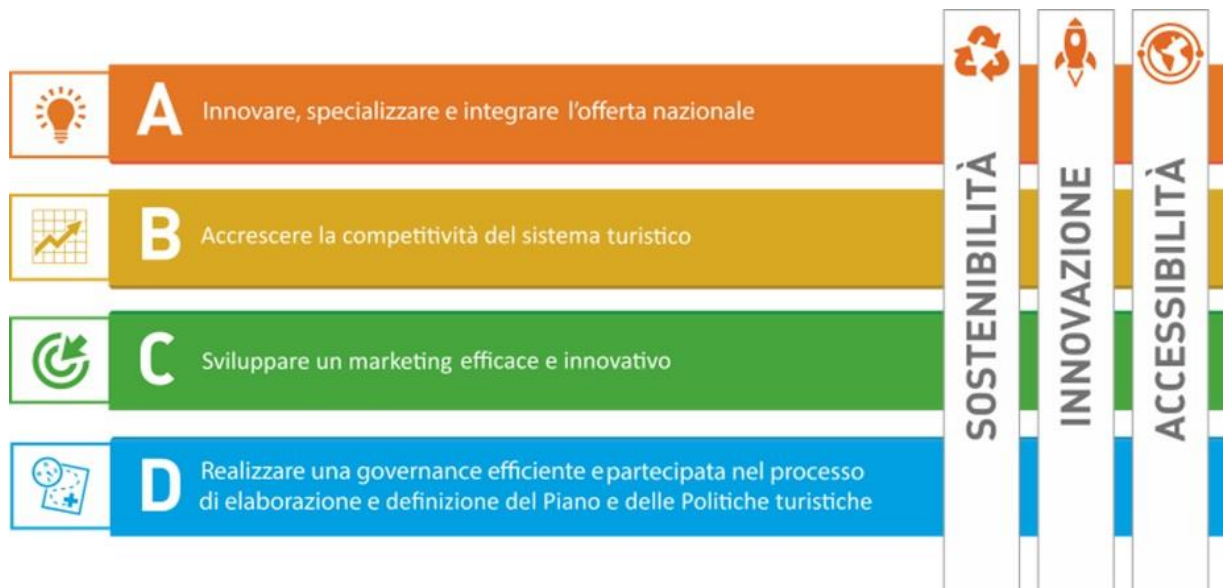 A
Innovare, specializzare e integrare l'offerta nazionale
B
Accrescere la competitività del sistema turistico
C
Sviluppare un marketing efficace e innovativo
D
Realizzare una governance efficiente e partecipata nel processo
di elaborazione e definizione del Piano e delle Politiche turistiche
SOSTENIBILITÀ
INNOVAZIONE
ACCESSIBILITÀ